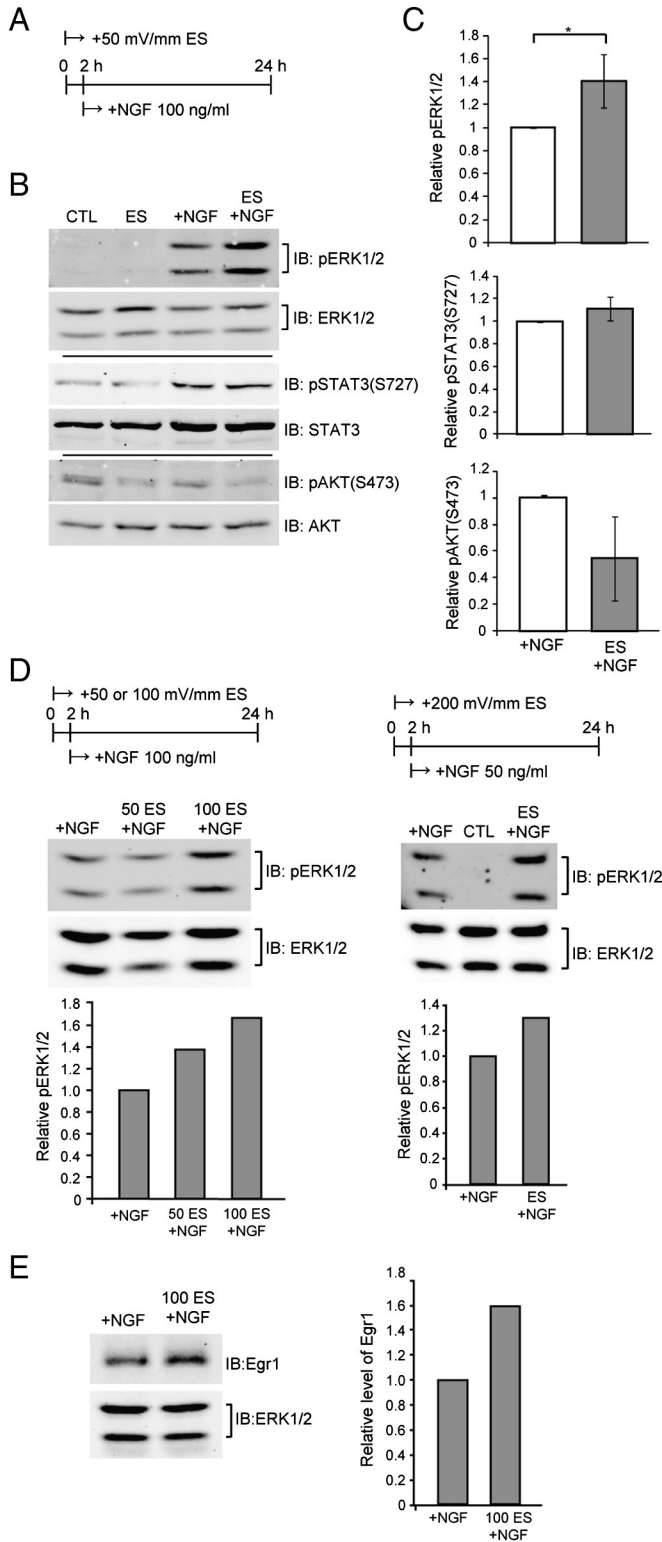 A
+50 mV/mm ES
0 2 h 24 h
+NGF 100 ng/ml
B
CTL ES +NGF ES +NGF
IB: pERK1/2
IB: ERK1/2
IB: pSTAT3(S727)
IB: STAT3
IB: pAKT(S473)
IB: AKT
C
*
Relative pERK1/2
1.8
1.6
1.4
1.2
1
0.8
0.6
0.4
0.2
0
Relative pSTAT3(S727)
1.4
1.2
1
0.8
0.6
0.4
0.2
0
Relative pAKT(S473)
1.2
1
0.8
0.6
0.4
0.2
0
+NGF ES
+NGF
D
+50 or 100 mV/mm ES
0 2 h 24 h
+NGF 100 ng/ml
50 ES 100 ES
+NGF +NGF +NGF
IB: pERK1/2
IB: ERK1/2
Relative pERK1/2
1.8
1.6
1.4
1.2
1.0
0.8
0.6
0.4
0.2
0
+NGF 50 ES 100 ES
+NGF +NGF
+200 mV/mm ES
0 2 h 24 h
+NGF 50 ng/ml
ES
+NGF CTL +NGF
IB: pERK1/2
IB: ERK1/2
Relative pERK1/2
1.4
1.2
1.0
0.8
0.6
0.4
0.2
0
+NGF ES
+NGF
E
100 ES
+NGF +NGF
IB:Egr1
IB:ERK1/2
Relative level of Egr1
1.8
1.6
1.4
1.2
1.0
0.8
0.6
0.4
0.2
0.0
+NGF 100 ES
+NGF